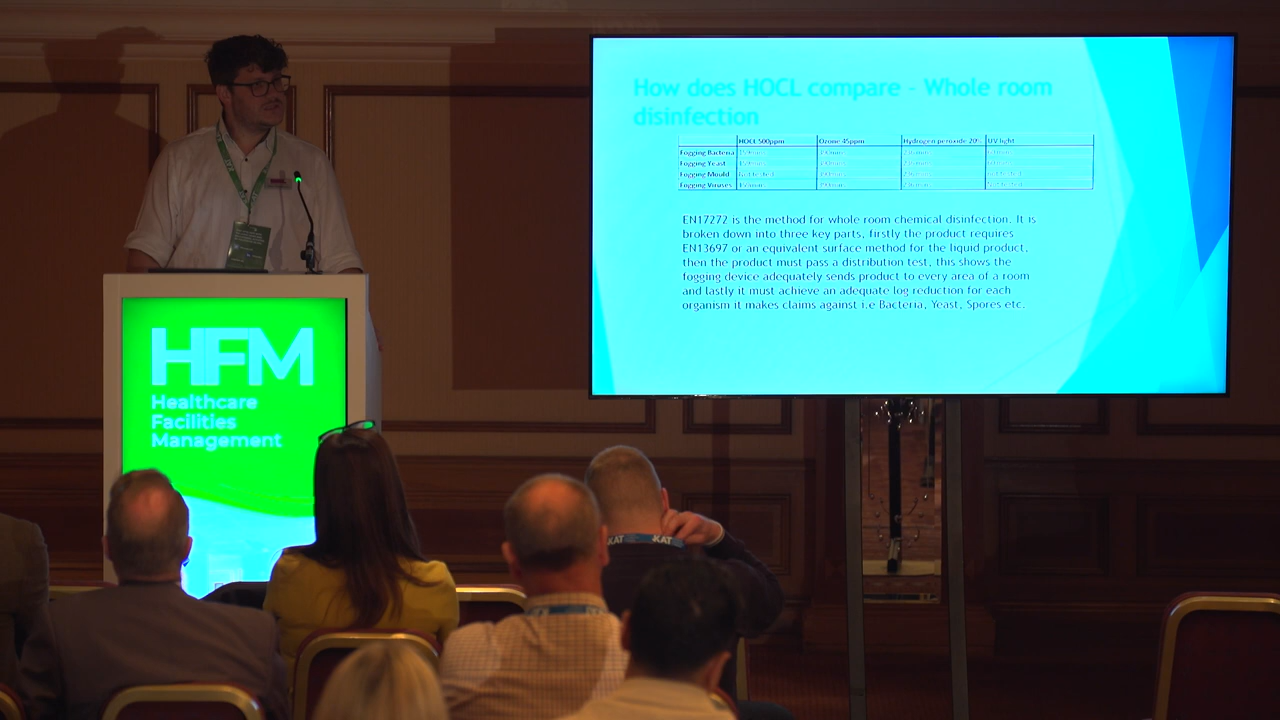 How does HOCL compare - Whole room
disinfection
HOCL 500ppm Ozone 45ppm Hydrogen peroxide 20% UV light
Fogging Bacteria
Fogging Yeast
Fogging Mould
Fogging Viruses
EN17272 is the method for whole room chemical disinfection. It is
broken down into three key parts, firstly the product requires
EN13697 or an equivalent surface method for the liquid product,
then the product must pass a distribution test, this shows the
fogging device adequately sends product to every area of a room
and lastly it must achieve an adequate log reduction for each
organism it makes claims against i.e Bacteria, Yeast, Spores etc.
HFM
Healthcare
Facilities
Management
KAT KAT